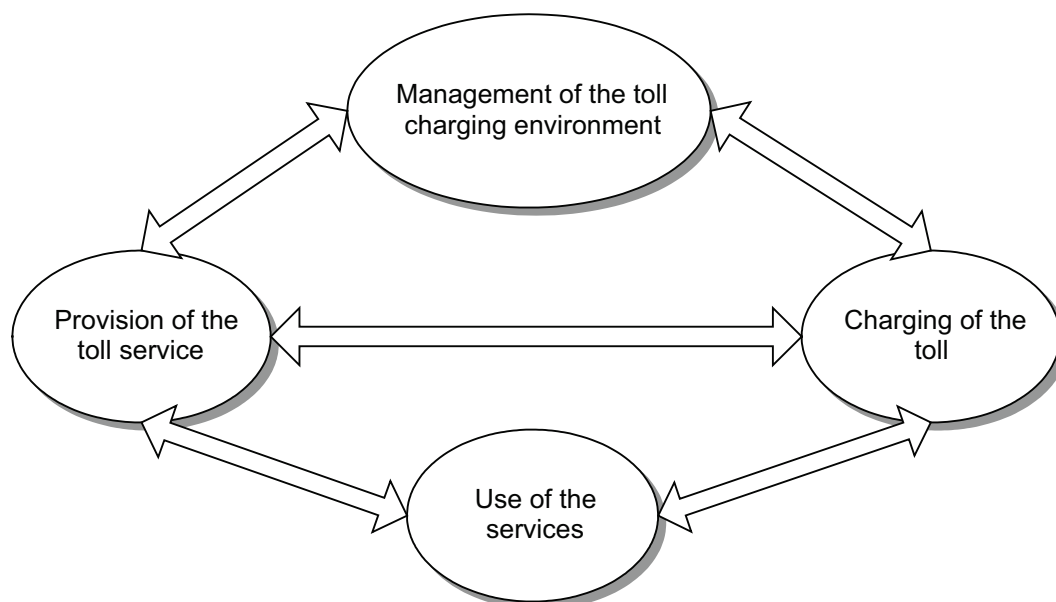 Management of the toll
charging environment
Provision of the
toll service
Charging of the
toll
Use of the
services